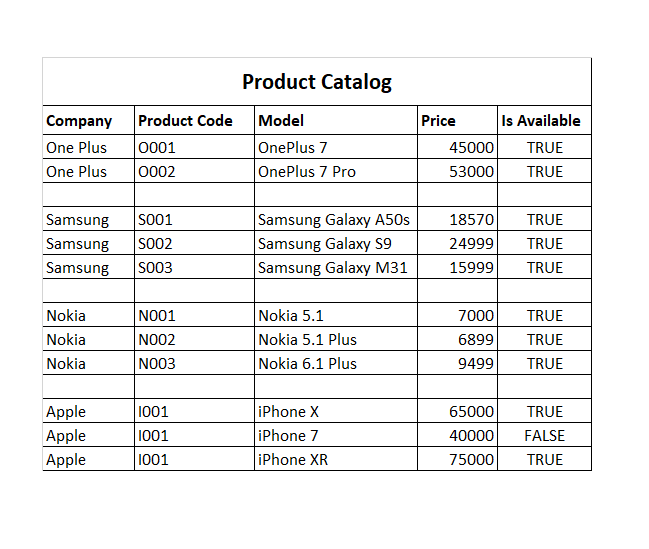 Product Catalog
Company Product Code Model Price Is Available
One Plus O001 OnePlus 7 45000 TRUE
One Plus O002 OnePlus 7 Pro 53000 TRUE
Samsung S001 Samsung Galaxy A50s 18570 TRUE
Samsung S002 Samsung Galaxy S9 24999 TRUE
Samsung S003 Samsung Galaxy M31 15999 TRUE
Nokia N001 Nokia 5.1 7000 TRUE
Nokia N002 Nokia 5.1 Plus 6899 TRUE
Nokia N003 Nokia 6.1 Plus 9499 TRUE
Apple I001 iPhone X 65000 TRUE
Apple I001 iPhone 7 40000 FALSE
Apple I001 iPhone XR 75000 TRUE